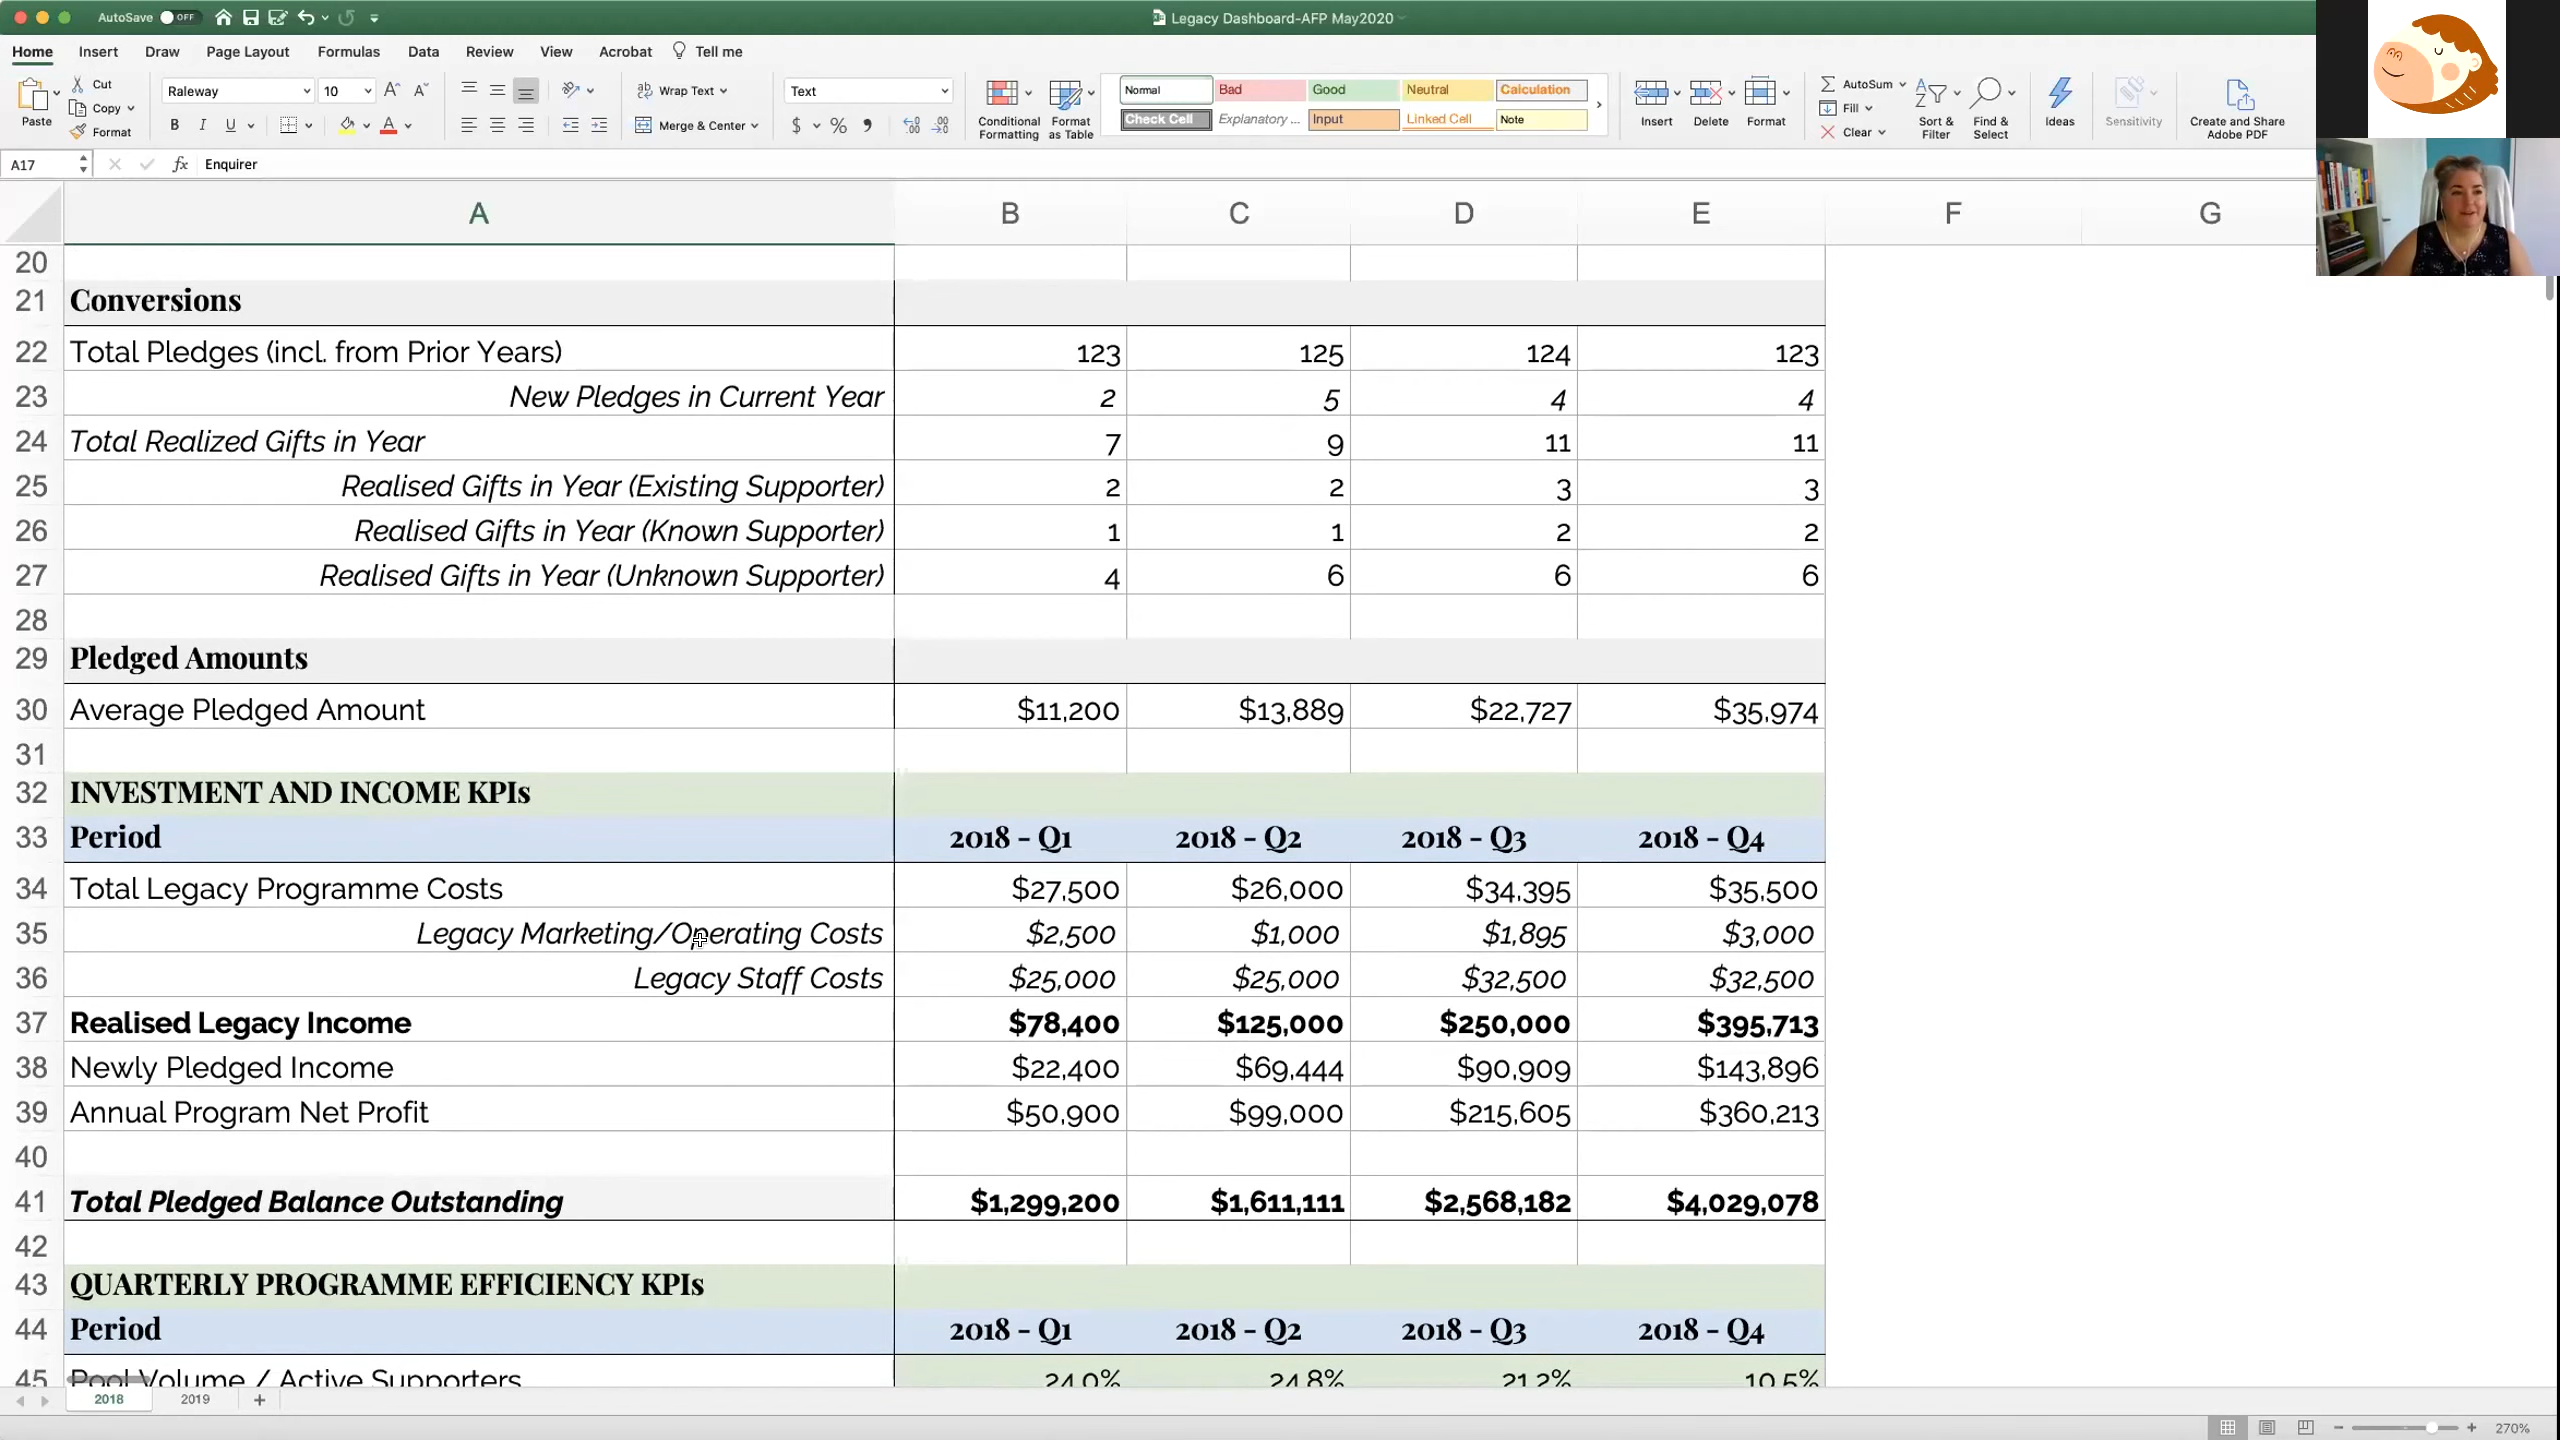 AutoSave OFF Legacy Dashboard-AFP May2020
Home Insert Draw Page Layout Formulas Data Review View Acrobat Tell me
Paste Cut Copy Format Raleway 10 Wrap Text Merge & Center Text Conditional Formatting Format as Table Normal Bad Good Neutral Calculation Check Cell Explanatory ... Input Linked Cell Note Insert Delete Format AutoSum Fill Clear Sort & Filter Find & Select Ideas Sensitivity Create and Share Adobe PDF
A17 fx Enquirer
A B C D E F G
20
21 Conversions
22 Total Pledges (incl. from Prior Years) 123 125 124 123
23 New Pledges in Current Year 2 5 4 4
24 Total Realized Gifts in Year 7 9 11 11
25 Realised Gifts in Year (Existing Supporter) 2 2 3 3
26 Realised Gifts in Year (Known Supporter) 1 1 2 2
27 Realised Gifts in Year (Unknown Supporter) 4 6 6 6
28
29 Pledged Amounts
30 Average Pledged Amount $11,200 $13,889 $22,727 $35,974
31
32 INVESTMENT AND INCOME KPIs
33 Period 2018 - Q1 2018 - Q2 2018 - Q3 2018 - Q4
34 Total Legacy Programme Costs $27,500 $26,000 $34,395 $35,500
35 Legacy Marketing/Operating Costs $2,500 $1,000 $1,895 $3,000
36 Legacy Staff Costs $25,000 $25,000 $32,500 $32,500
37 Realised Legacy Income $78,400 $125,000 $250,000 $395,713
38 Newly Pledged Income $22,400 $69,444 $90,909 $143,896
39 Annual Program Net Profit $50,900 $99,000 $215,605 $360,213
40
41 Total Pledged Balance Outstanding $1,299,200 $1,611,111 $2,568,182 $4,029,078
42
43 QUARTERLY PROGRAMME EFFICIENCY KPIs
44 Period 2018 - Q1 2018 - Q2 2018 - Q3 2018 - Q4
45 Pool Volume / Active Supporters 24.0% 24.8% 21.2% 10.5%
2018 2019 +
270%